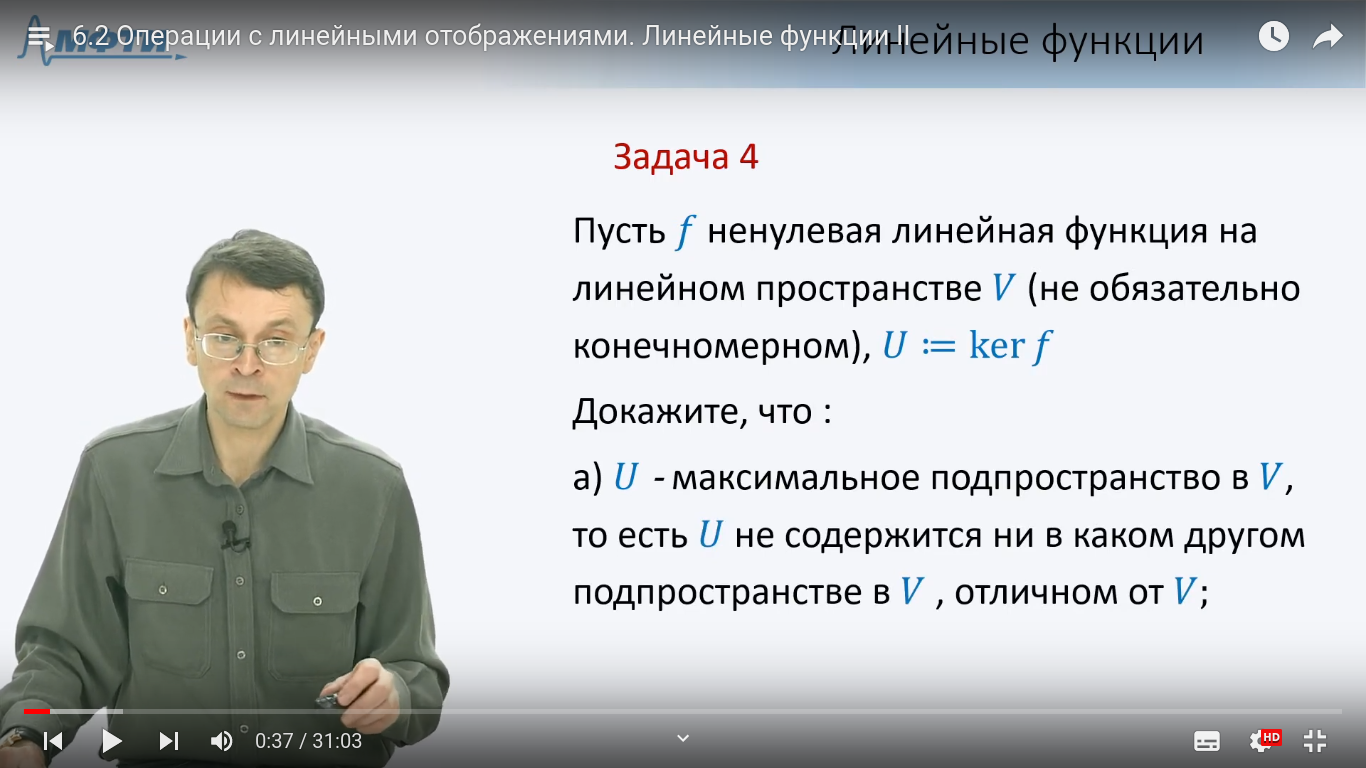 МФТИ
6.2 Операции с линейными отображениями. Линейные функции II
Линейные функции
Задача 4
Пусть f ненулевая линейная функция на
линейном пространстве V (не обязательно
конечномерном), U ≔ ker f
Докажите, что :
а) U - максимальное подпространство в V,
то есть U не содержится ни в каком другом
подпространстве в V , отличном от V;
0:37 / 31:03
HD